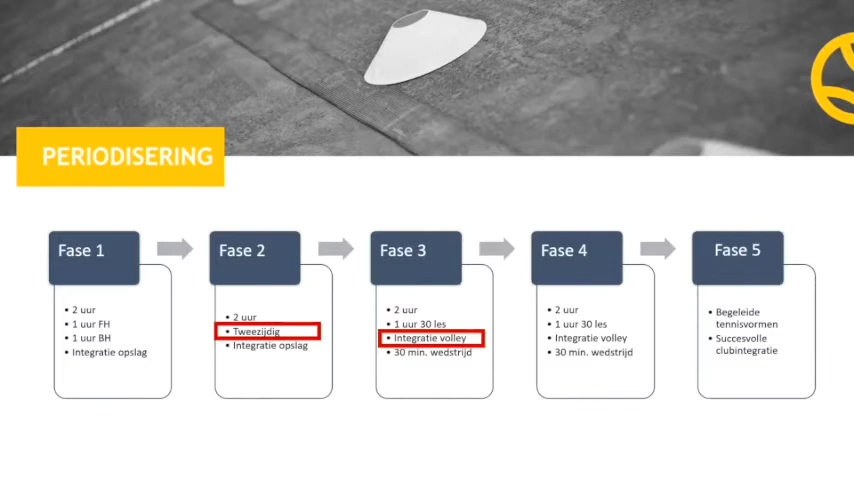 PERIODISERING
Fase 1
• 2 uur
• 1 uur FH
• 1 uur BH
• Integratie opslag
Fase 2
• 2 uur
• Tweezijdig
• Integratie opslag
Fase 3
• 2 uur
• 1 uur 30 les
• Integratie volley
• 30 min. wedstrijd
Fase 4
• 2 uur
• 1 uur 30 les
• Integratie volley
• 30 min. wedstrijd
Fase 5
• Begeleide
tennisvormen
• Succesvolle
clubintegratie